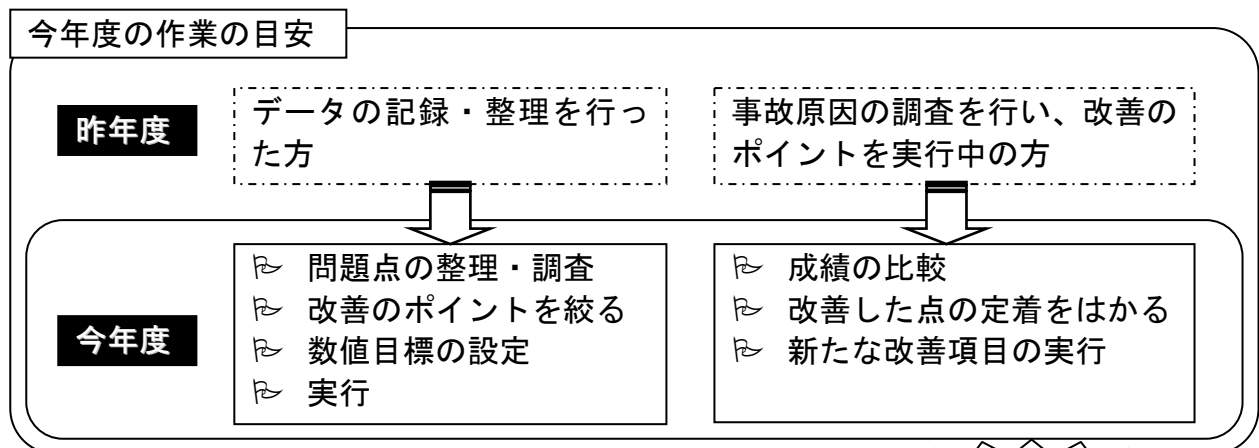 今年度の作業の目安
昨年度
データの記録・整理を行っ
た方
事故原因の調査を行い、改善の
ポイントを実行中の方
今年度
問題点の整理・調査
改善のポイントを絞る
数値目標の設定
実行
成績の比較
改善した点の定着をはかる
新たな改善項目の実行